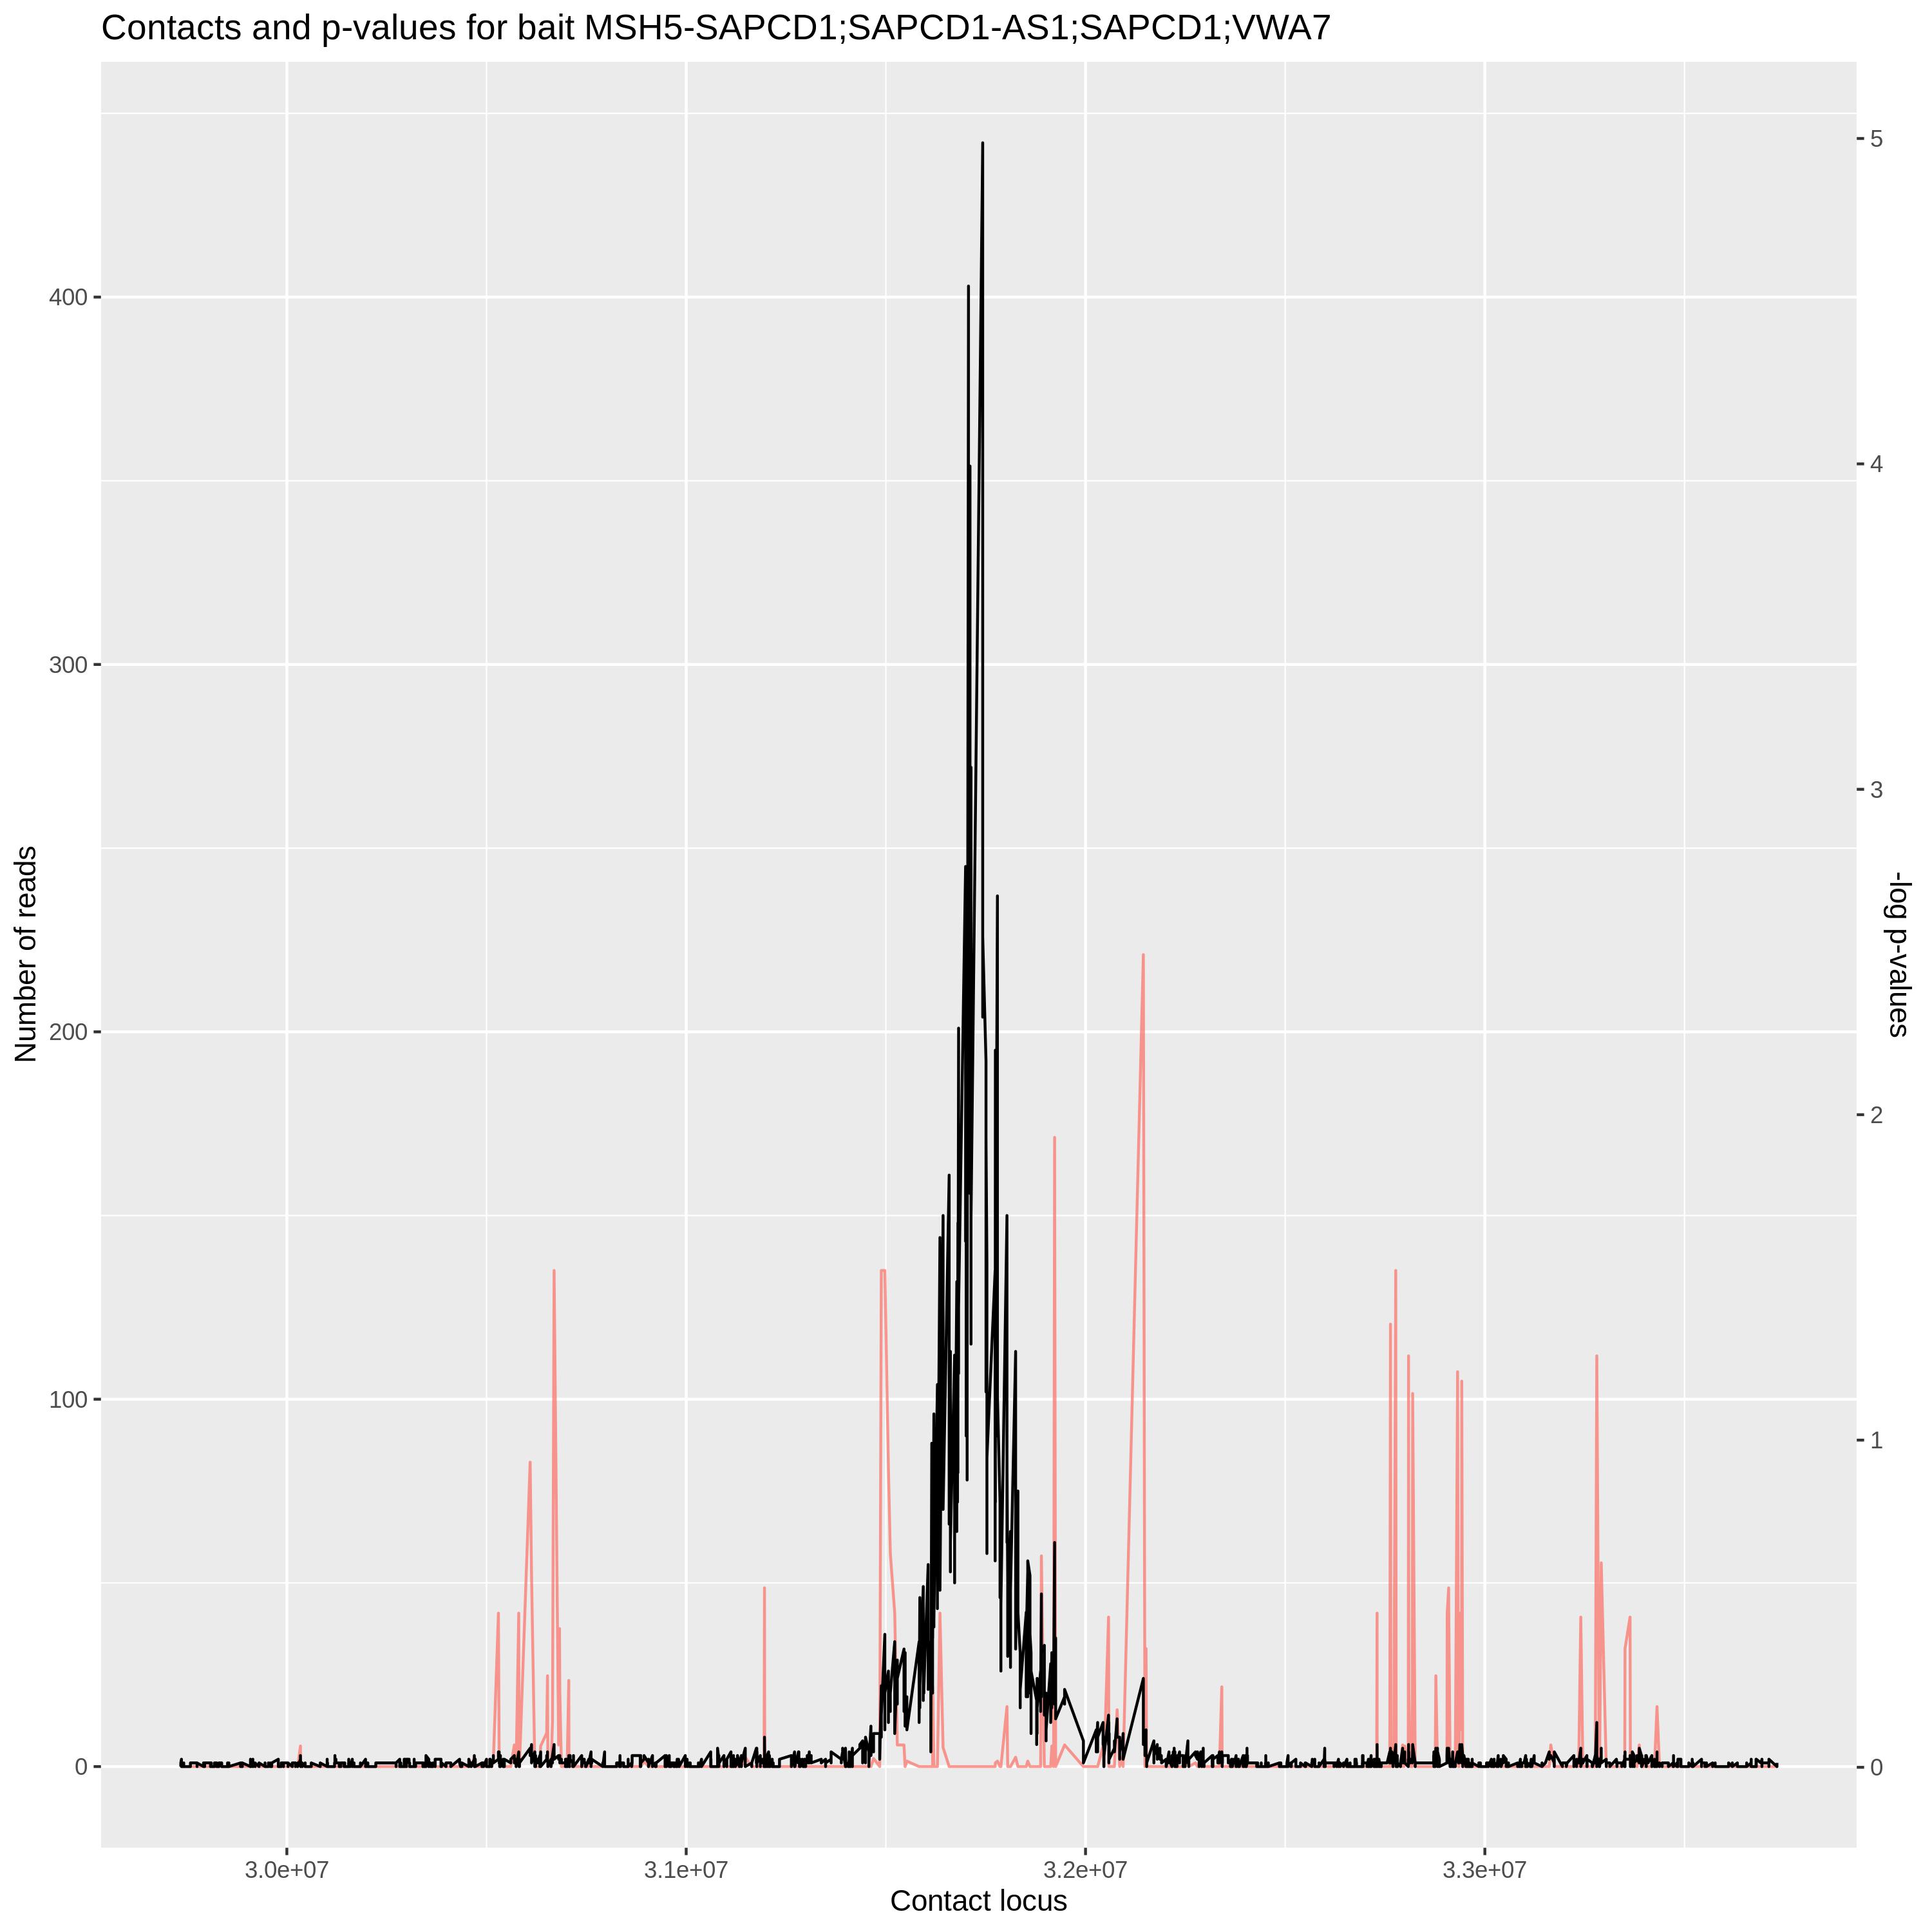 Contacts and p-values for bait MSH5-SAPCD1;SAPCD1-AS1;SAPCD1;VWA7
Number of reads
400
300
200
100
0
5
4
3
2
1
0
-log p-values
3.0e+07
3.1e+07
3.2e+07
3.3e+07
Contact locus